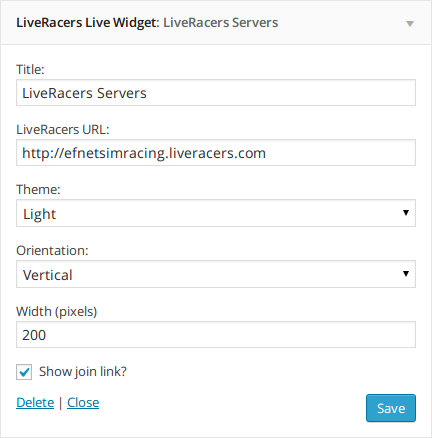 LiveRacers Live Widget: LiveRacers Servers
Title:
LiveRacers Servers
LiveRacers URL:
http://efnetsimracing.liveracers.com
Theme:
Light
Orientation:
Vertical
Width (pixels)
200
Show join link?
Delete | Close
Save